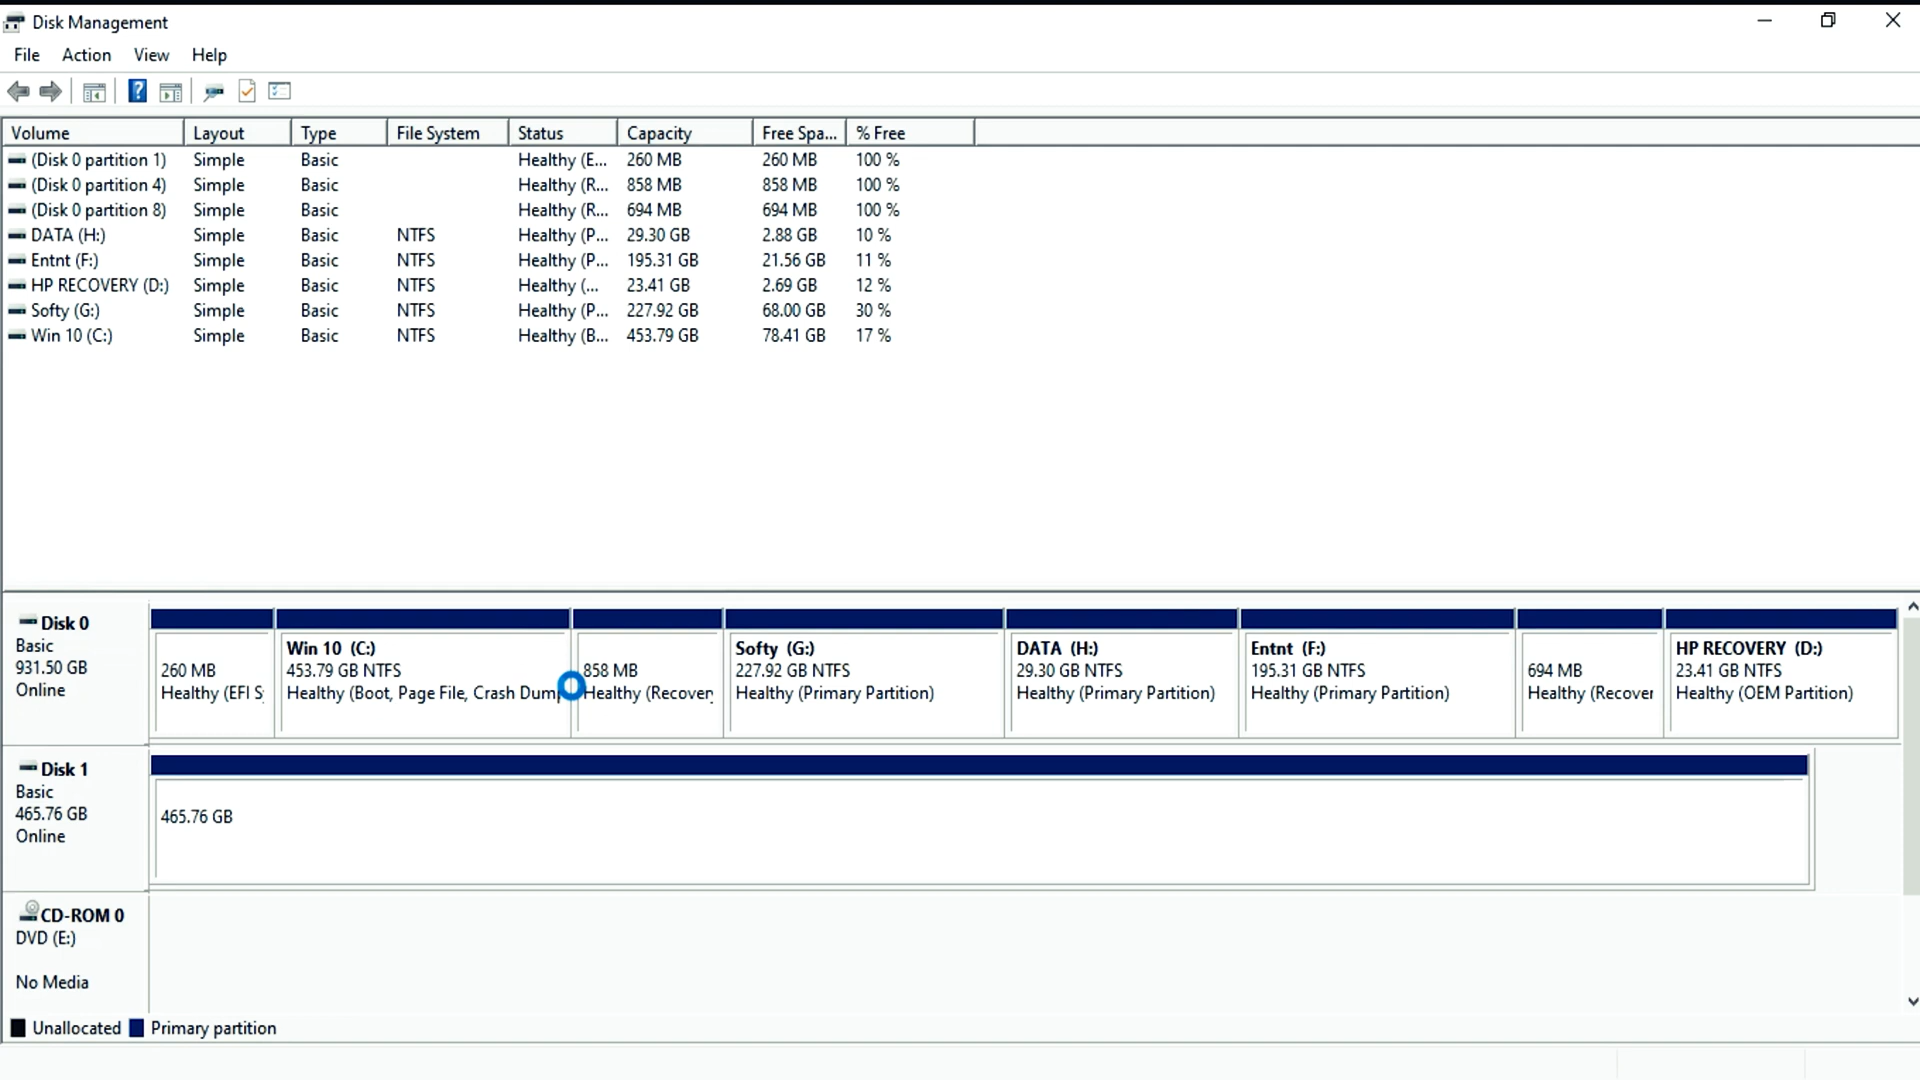 Disk Management
File Action View Help
Volume Layout Type File System Status Capacity Free Spa... % Free
(Disk 0 partition 1) Simple Basic Healthy (E... 260 MB 260 MB 100 %
(Disk 0 partition 4) Simple Basic Healthy (R... 858 MB 858 MB 100 %
(Disk 0 partition 8) Simple Basic Healthy (R... 694 MB 694 MB 100 %
DATA (H:) Simple Basic NTFS Healthy (P... 29.30 GB 2.88 GB 10 %
Entnt (F:) Simple Basic NTFS Healthy (P... 195.31 GB 21.56 GB 11 %
HP RECOVERY (D:) Simple Basic NTFS Healthy (... 23.41 GB 2.69 GB 12 %
Softy (G:) Simple Basic NTFS Healthy (P... 227.92 GB 68.00 GB 30 %
Win 10 (C:) Simple Basic NTFS Healthy (B... 453.79 GB 78.41 GB 17 %
Disk 0
Basic
931.50 GB
Online
260 MB
Healthy (EFI S
Win 10 (C:)
453.79 GB NTFS
Healthy (Boot, Page File, Crash Dump
858 MB
Healthy (Recovery
Softy (G:)
227.92 GB NTFS
Healthy (Primary Partition)
DATA (H:)
29.30 GB NTFS
Healthy (Primary Partition)
Entnt (F:)
195.31 GB NTFS
Healthy (Primary Partition)
694 MB
Healthy (Recover
HP RECOVERY (D:)
23.41 GB NTFS
Healthy (OEM Partition)
Disk 1
Basic
465.76 GB
Online
465.76 GB
CD-ROM 0
DVD (E:)
No Media
Unallocated Primary partition